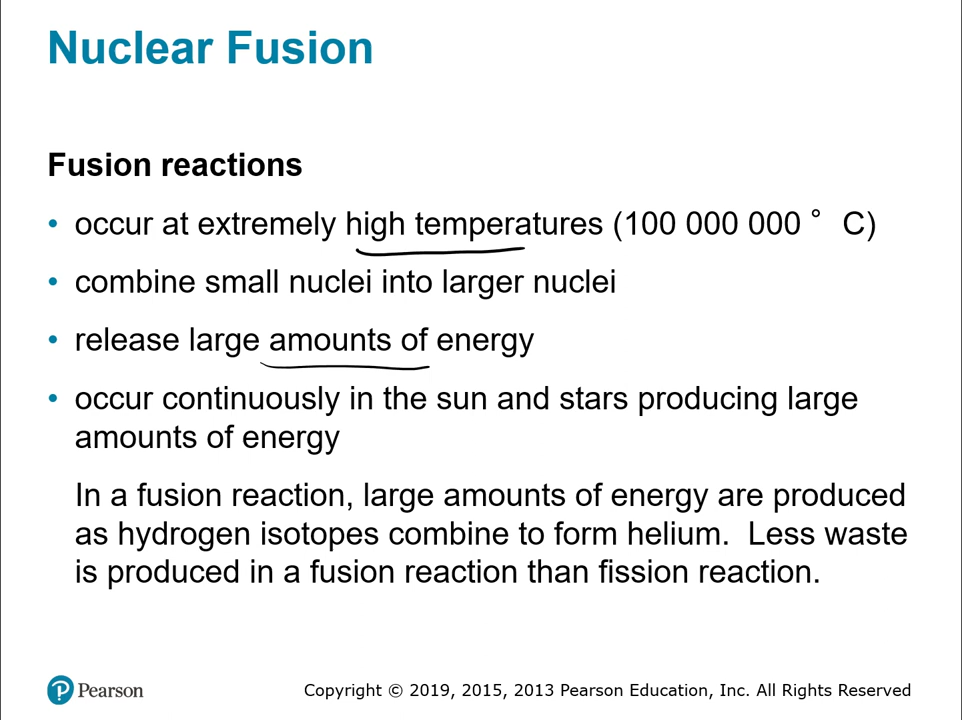 Nuclear Fusion
Fusion reactions
• occur at extremely high temperatures (100 000 000 ° C)
• combine small nuclei into larger nuclei
• release large amounts of energy
• occur continuously in the sun and stars producing large
amounts of energy
In a fusion reaction, large amounts of energy are produced
as hydrogen isotopes combine to form helium. Less waste
is produced in a fusion reaction than fission reaction.
P Pearson
Copyright © 2019, 2015, 2013 Pearson Education, Inc. All Rights Reserved